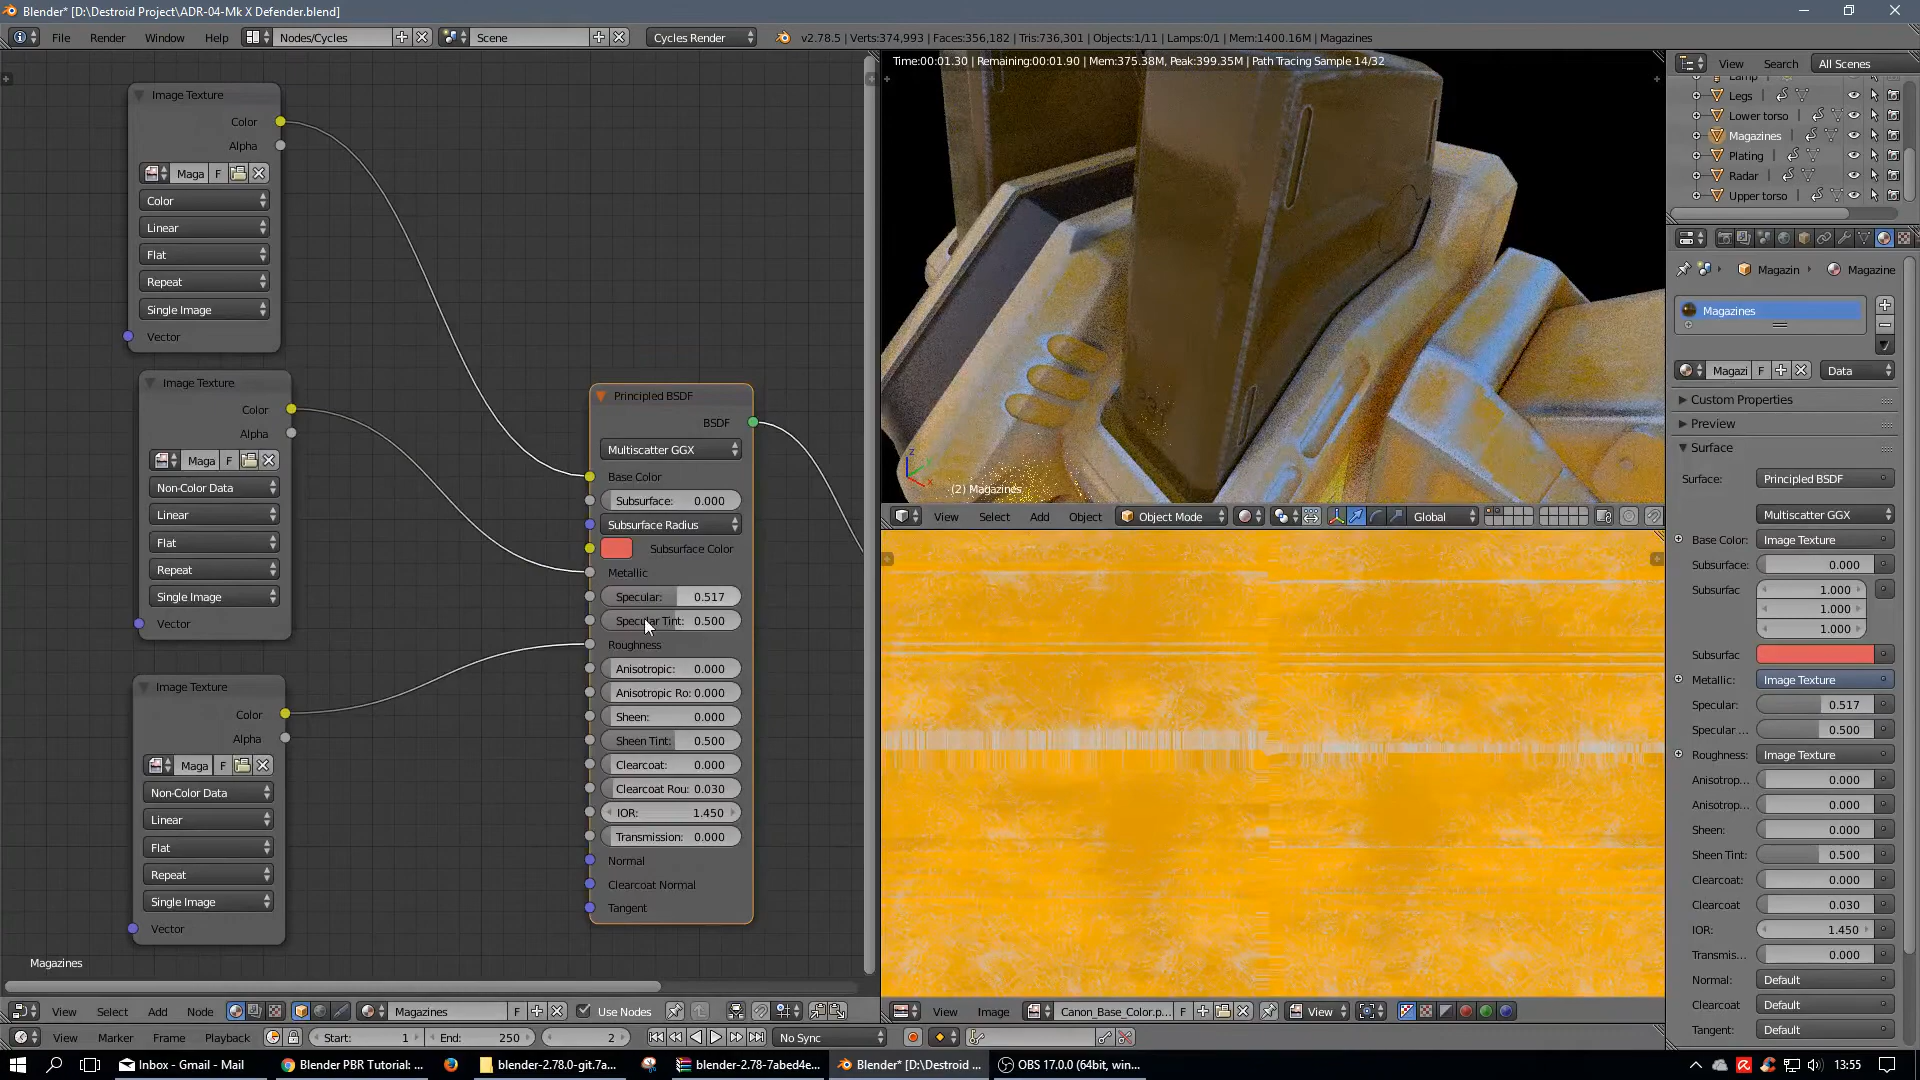 Blender* [D:\Destroid Project\ADR-04-Mk X Defender.blend]
File Render Window Help Nodes/Cycles Scene Cycles Render v2.78.5 | Verts:374,993 | Faces:356,182 | Tris:736,301 | Objects:1/11 | Lamps:0/1 | Mem:1400.16M | Magazines
Image Texture
Color
Alpha
Maga F
Color
Linear
Flat
Repeat
Single Image
Vector
Image Texture
Color
Alpha
Maga F
Non-Color Data
Linear
Flat
Repeat
Single Image
Vector
Image Texture
Color
Alpha
Maga F
Non-Color Data
Linear
Flat
Repeat
Single Image
Vector
Magazines
Principled BSDF
BSDF
Multiscatter GGX
Base Color
Subsurface: 0.000
Subsurface Radius
Subsurface Color
Metallic
Specular: 0.517
Specular Tint: 0.500
Roughness
Anisotropic: 0.000
Anisotropic Ro: 0.000
Sheen: 0.000
Sheen Tint: 0.500
Clearcoat: 0.000
Clearcoat Rou: 0.030
IOR: 1.450
Transmission: 0.000
Normal
Clearcoat Normal
Tangent
Time:00:01.30 | Remaining:00:01.90 | Mem:375.38M, Peak:399.35M | Path Tracing Sample 14/32
z
Y
x
(2) Magazines
View Select Add Object Object Mode Global
View Search All Scenes
Lamp
Legs
Lower torso
Magazines
Plating
Radar
Upper torso
Magazin Magazine
Magazines
Magazi F Data
Custom Properties
Preview
Surface
Surface: Principled BSDF
Multiscatter GGX
Base Color: Image Texture
Subsurface: 0.000
Subsurfac 1.000
1.000
1.000
Subsurfac
Metallic: Image Texture
Specular: 0.517
Specular ... 0.500
Roughness: Image Texture
Anisotrop... 0.000
Anisotrop... 0.000
Sheen: 0.000
Sheen Tint: 0.500
Clearcoat: 0.000
Clearcoat 0.030
IOR: 1.450
Transmis... 0.000
Normal: Default
Clearcoat Default
Tangent: Default
View Select Add Node Magazines F Use Nodes
View Image Canon_Base_Color.p... F View
View Marker Frame Playback Start: 1 End: 250 2 No Sync
Inbox - Gmail - Mail Blender PBR Tutorial: ... blender-2.78.0-git.7a... blender-2.78-7abed4e... Blender* [D:\Destroid ... OBS 17.0.0 (64bit, win... 13:55